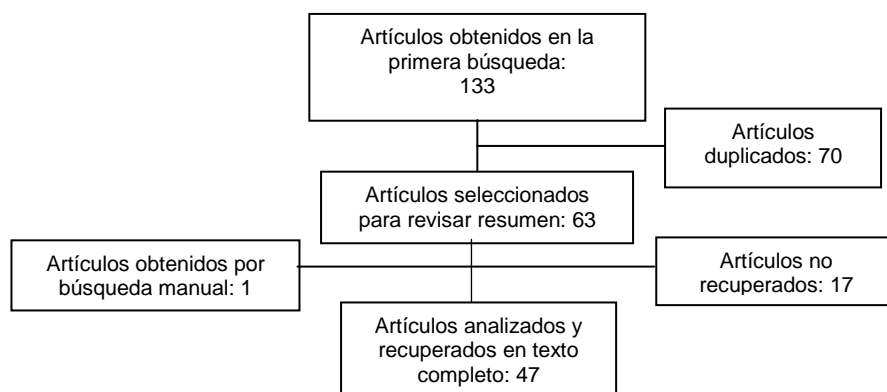 Artículos obtenidos en la
primera búsqueda:
133
Artículos
duplicados: 70
Artículos seleccionados
para revisar resumen: 63
Artículos obtenidos por
búsqueda manual: 1
Artículos no
recuperados: 17
Artículos analizados y
recuperados en texto
completo: 47